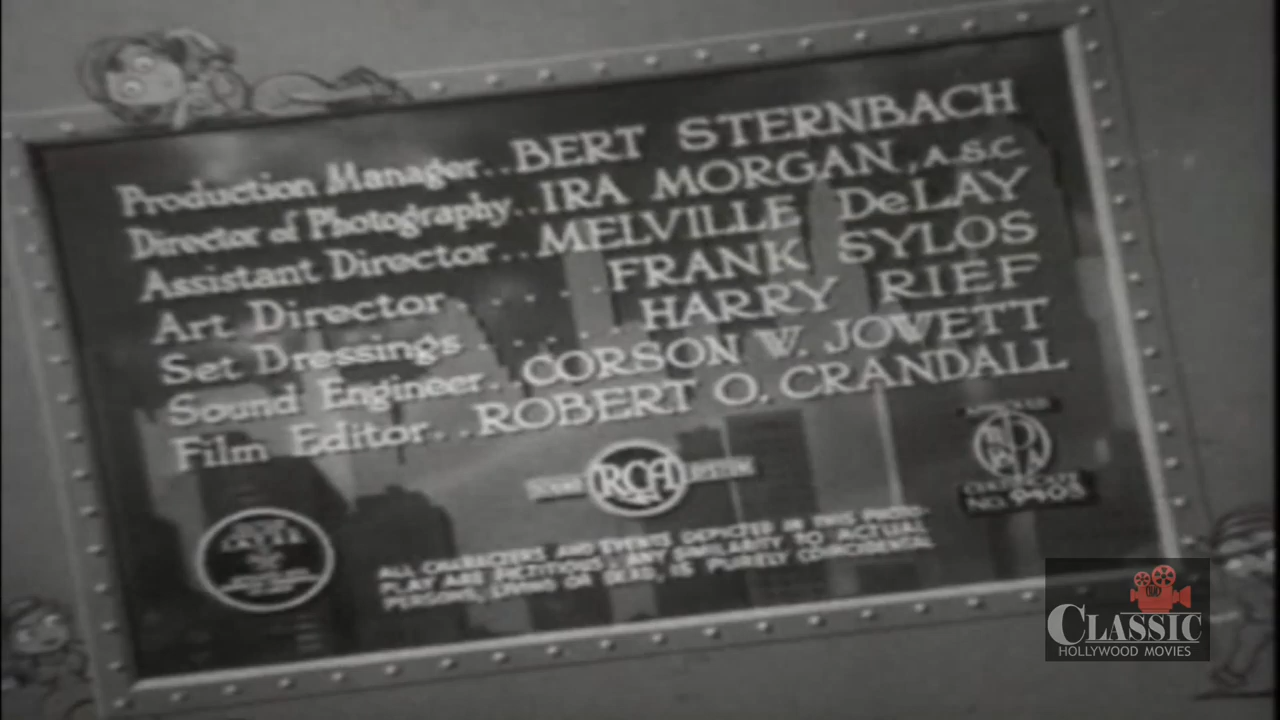 Production Manager.. BERT STERNBACH
Director of Photography.. IRA MORGAN, A.S.C.
Assistant Director.. MELVILLE DeLAY
Art Director . . . . . FRANK SYLOS
Set Dressings . . . . HARRY RIEF
Sound Engineer... CORSON W. JOWETT
Film Editor... ROBERT O. CRANDALL
SOUND RCA SYSTEM
CERTIFICATE
NO. 9403
ALL CHARACTERS AND EVENTS DEPICTED IN THIS PHOTO-
PLAY ARE FICTITIOUS. ANY SIMILARITY TO ACTUAL
PERSONS, LIVING OR DEAD, IS PURELY COINCIDENTAL
CLASSIC
HOLLYWOOD MOVIES